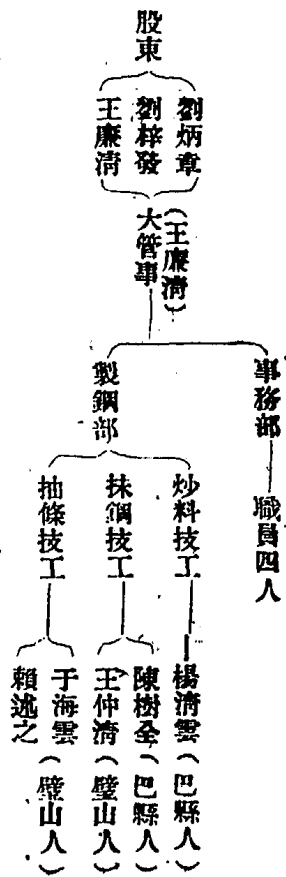 股東
劉炳章
劉梓發
王廉清
大管事
(王廉清)
事務部
職員四人
製鋼部
炒料技工
楊清雲(巴縣人)
抹鋼技工
陳樹全(巴縣人)
王仲清(璧山人)
抽條技工
于海雲(璧山人)
賴述之